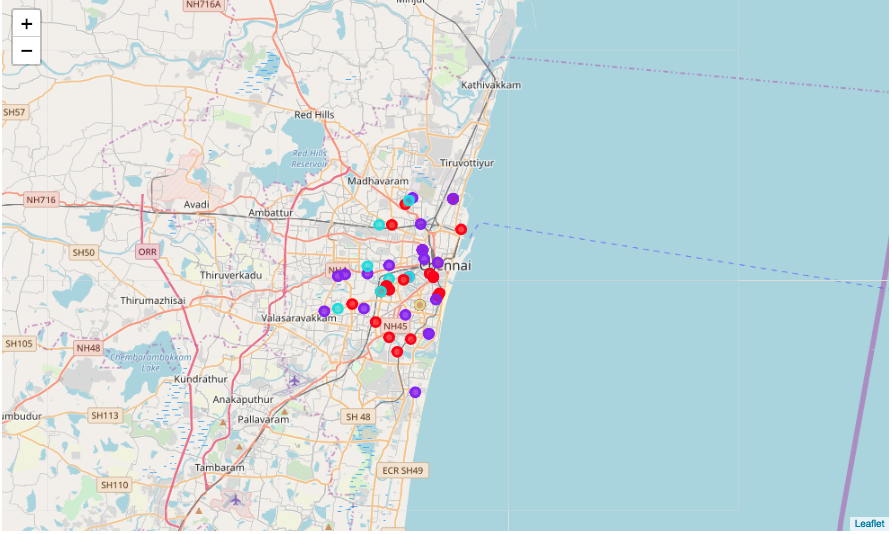 NH716A
+
−
Kathivakkam
SH57
Red Hills
Red Hills
Reservoir
Tiruvottiyur
Madhavaram
NH716
Avadi
Ambattur
ORR
SH50
Chennai
Thiruverkadu
Thirumazhisai
Valasaravakkam
NH45
SH105
NH48
Chembarambakkam
Lake
Kundrathur
Anakaputhur
SH113
Pallavaram
SH 48
Tambaram
ECR SH49
SH110
Leaflet